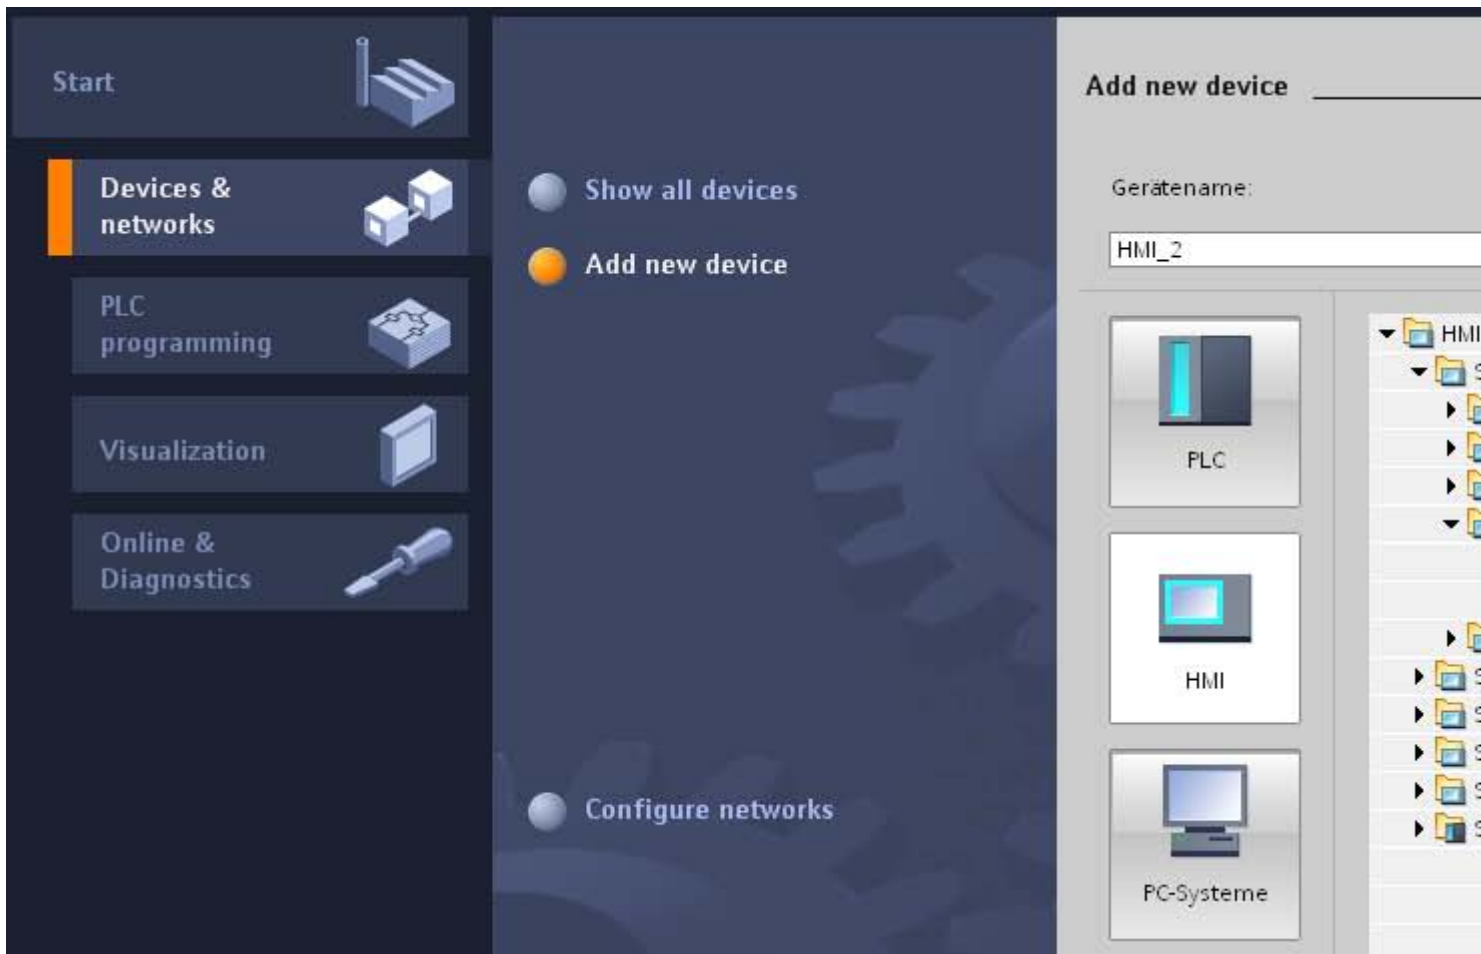 Start
Devices &
networks
PLC
programming
Visualization
Online &
Diagnostics
Show all devices
Add new device
Configure networks
Add new device
Gerätename:
HMI_2
PLC
HMI
PC-Systeme
HMI